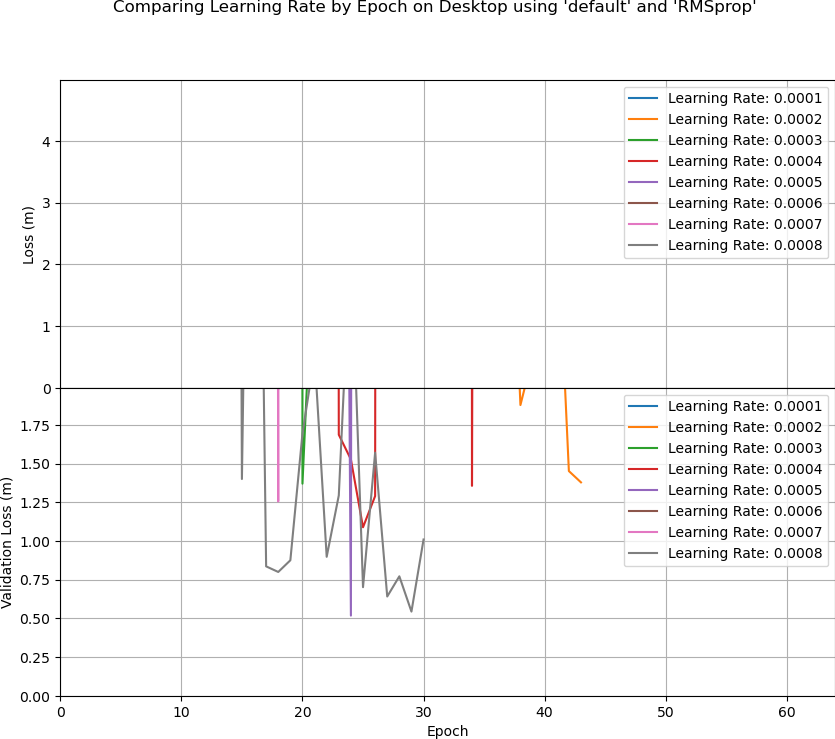 Comparing Learning Rate by Epoch on Desktop using 'default' and 'RMSprop'
Loss (m)
4
3
2
1
0
Learning Rate: 0.0001
Learning Rate: 0.0002
Learning Rate: 0.0003
Learning Rate: 0.0004
Learning Rate: 0.0005
Learning Rate: 0.0006
Learning Rate: 0.0007
Learning Rate: 0.0008
Validation Loss (m)
1.75
1.50
1.25
1.00
0.75
0.50
0.25
0.00
Learning Rate: 0.0001
Learning Rate: 0.0002
Learning Rate: 0.0003
Learning Rate: 0.0004
Learning Rate: 0.0005
Learning Rate: 0.0006
Learning Rate: 0.0007
Learning Rate: 0.0008
0 10 20 30 40 50 60
Epoch